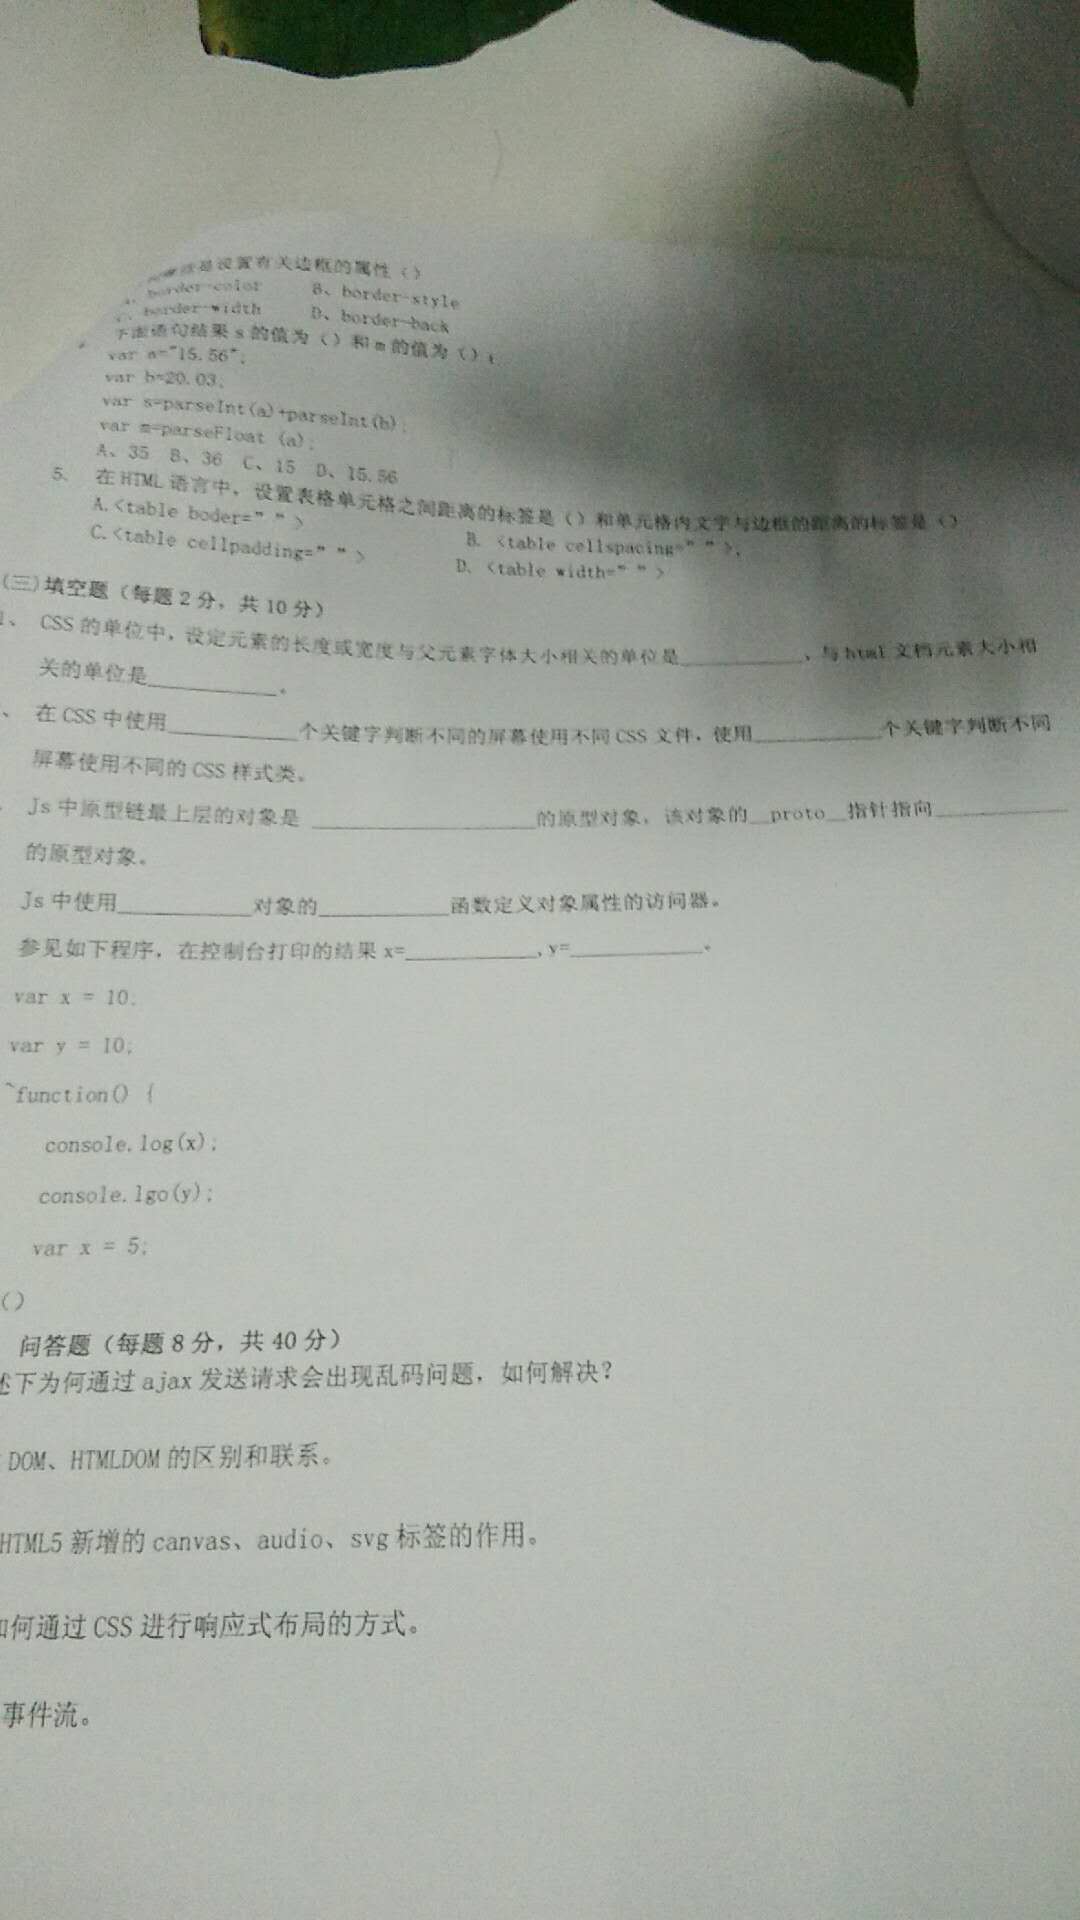 是设置有关边框的属性（）
border-color B、border-style
border-width D、border-back
下面语句结果 s 的值为（）和 m 的值为（）；
var a="15.56";
var b=20.03;
var s=parseInt(a)+parseInt(b);
var m=parseFloat (a);
A、35 B、36 C、15 D、15.56
5、 在 HTML 语言中，设置表格单元格之间距离的标签是（）和单元格内文字与边框的距离的标签是（）
A.<table boder=” ”> B. <table cellspacing=” ”>;
C.<table cellpadding=” ”> D. <table width=” ”>
（三）填空题（每题 2 分，共 10 分）
1、 CSS 的单位中，设定元素的长度或宽度与父元素字体大小相关的单位是__________，与 html 文档元素大小相
关的单位是__________。
、 在 CSS 中使用__________个关键字判断不同的屏幕使用不同 CSS 文件，使用__________个关键字判断不同
屏幕使用不同的 CSS 样式类。
Js 中原型链最上层的对象是 __________的原型对象，该对象的__proto__指针指向__________
的原型对象。
Js 中使用__________对象的__________函数定义对象属性的访问器。
参见如下程序，在控制台打印的结果 x=__________,y=__________。
var x = 10;
var y = 10;
~function() {
console.log(x);
console.lgo(y);
var x = 5;
()
问答题（每题 8 分，共 40 分）
述下为何通过 ajax 发送请求会出现乱码问题，如何解决？
DOM、HTMLDOM 的区别和联系。
HTML5 新增的 canvas、audio、svg 标签的作用。
如何通过 CSS 进行响应式布局的方式。
事件流。